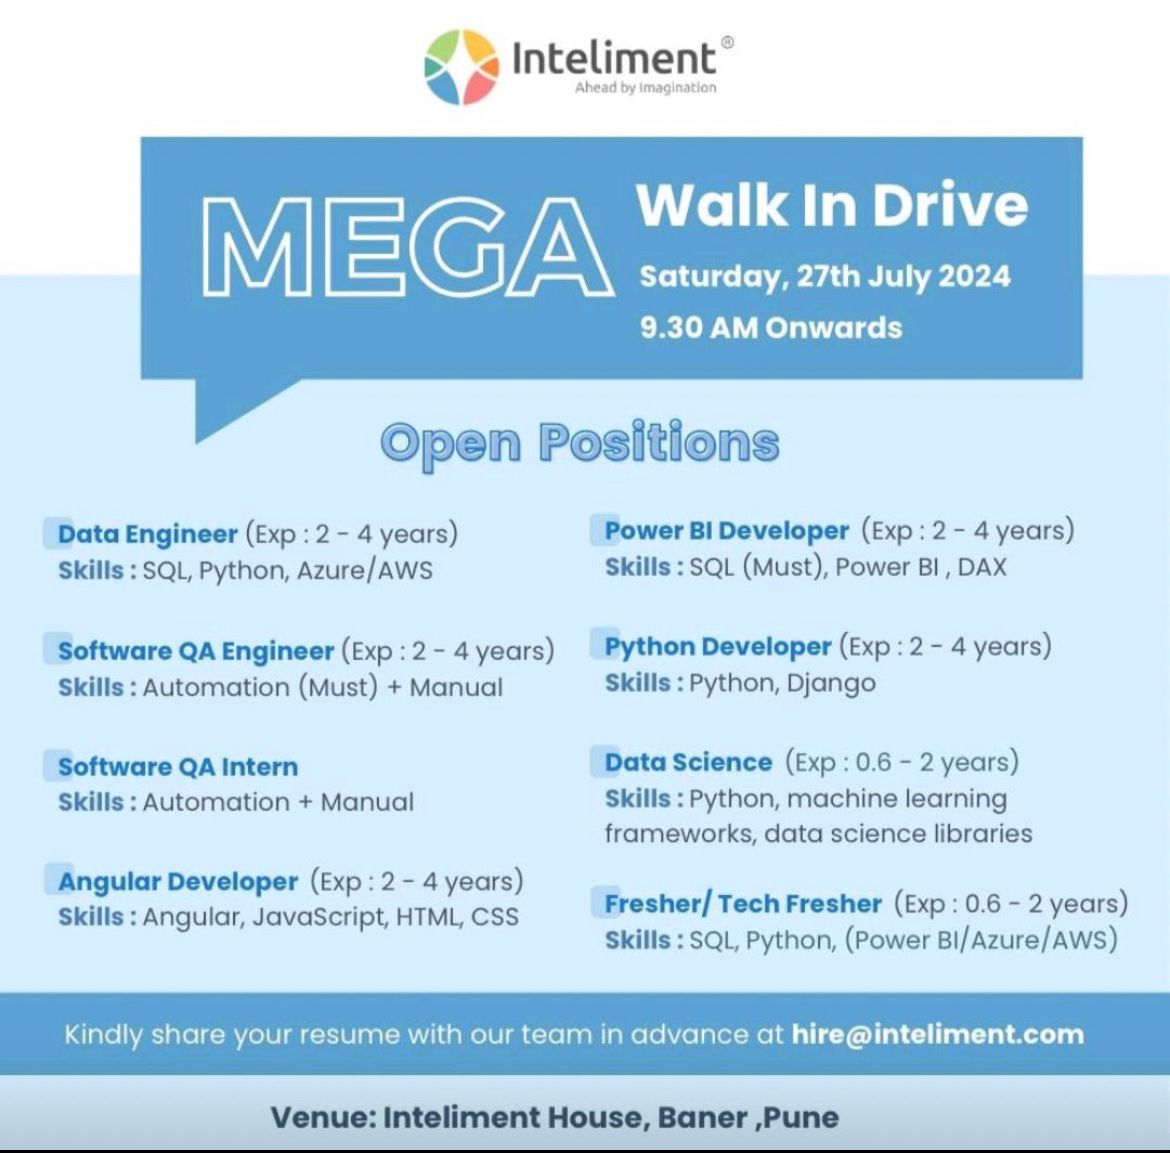 Inteliment®
Ahead by Imagination
MEGA
Walk In Drive
Saturday, 27th July 2024
9.30 AM Onwards
Open Positions
Data Engineer (Exp : 2 - 4 years)
Skills : SQL, Python, Azure/AWS
Software QA Engineer (Exp : 2 - 4 years)
Skills : Automation (Must) + Manual
Software QA Intern
Skills : Automation + Manual
Angular Developer (Exp : 2 - 4 years)
Skills : Angular, JavaScript, HTML, CSS
Power BI Developer (Exp : 2 - 4 years)
Skills : SQL (Must), Power BI , DAX
Python Developer (Exp : 2 - 4 years)
Skills : Python, Django
Data Science (Exp : 0.6 - 2 years)
Skills : Python, machine learning
frameworks, data science libraries
Fresher/ Tech Fresher (Exp : 0.6 - 2 years)
Skills : SQL, Python, (Power BI/Azure/AWS)
Kindly share your resume with our team in advance at hire@inteliment.com
Venue: Inteliment House, Baner ,Pune